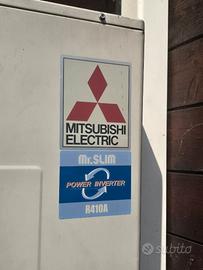 MITSUBISHI
ELECTRIC
Mr.SLIM
POWER INVERTER
R410A
subito